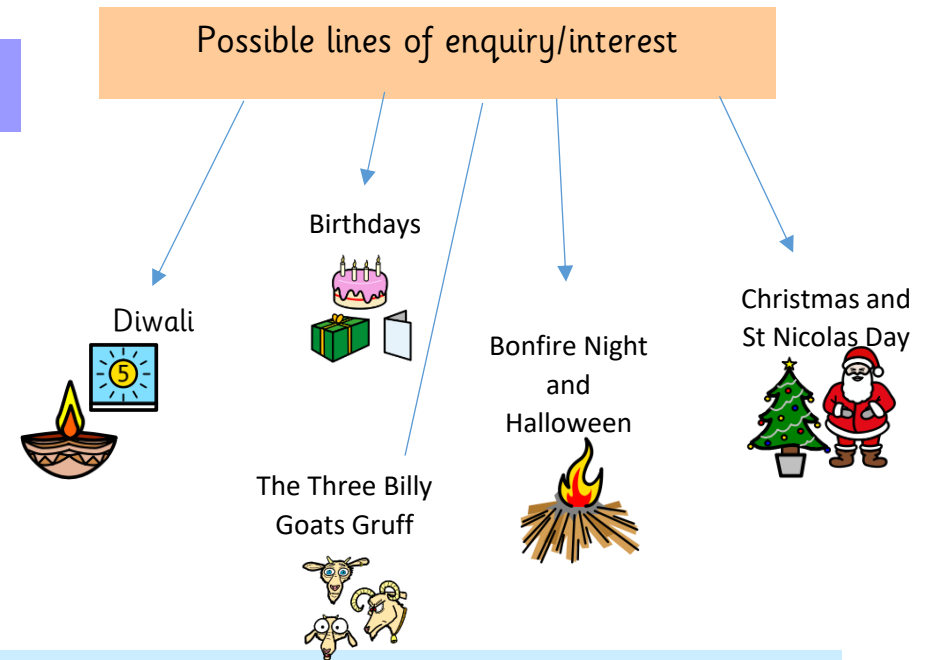 Possible lines of enquiry/interest
Diwali
5
Birthdays
The Three Billy
Goats Gruff
Bonfire Night
and
Halloween
Christmas and
St Nicolas Day